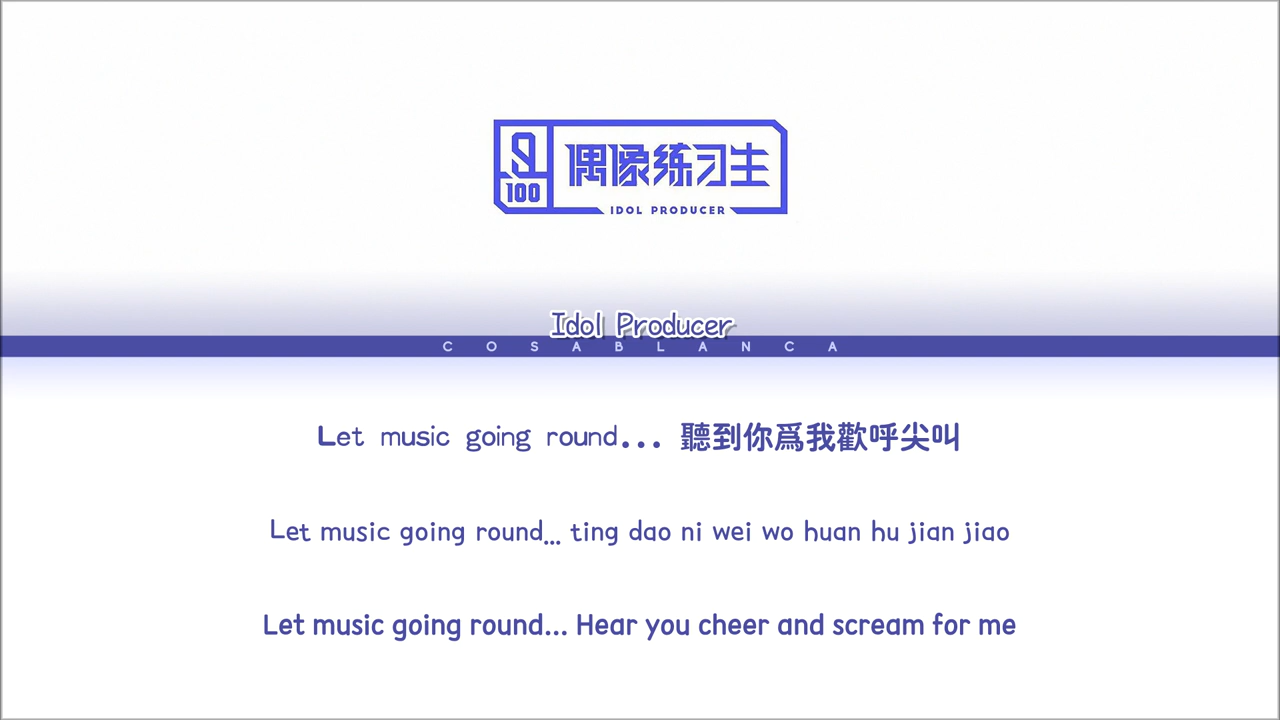 100
偶像练习生
IDOL PRODUCER
Idol Producer
COSABLANCA
Let music going round... 聽到你爲我歡呼尖叫
Let music going round... ting dao ni wei wo huan hu jian jiao
Let music going round... Hear you cheer and scream for me